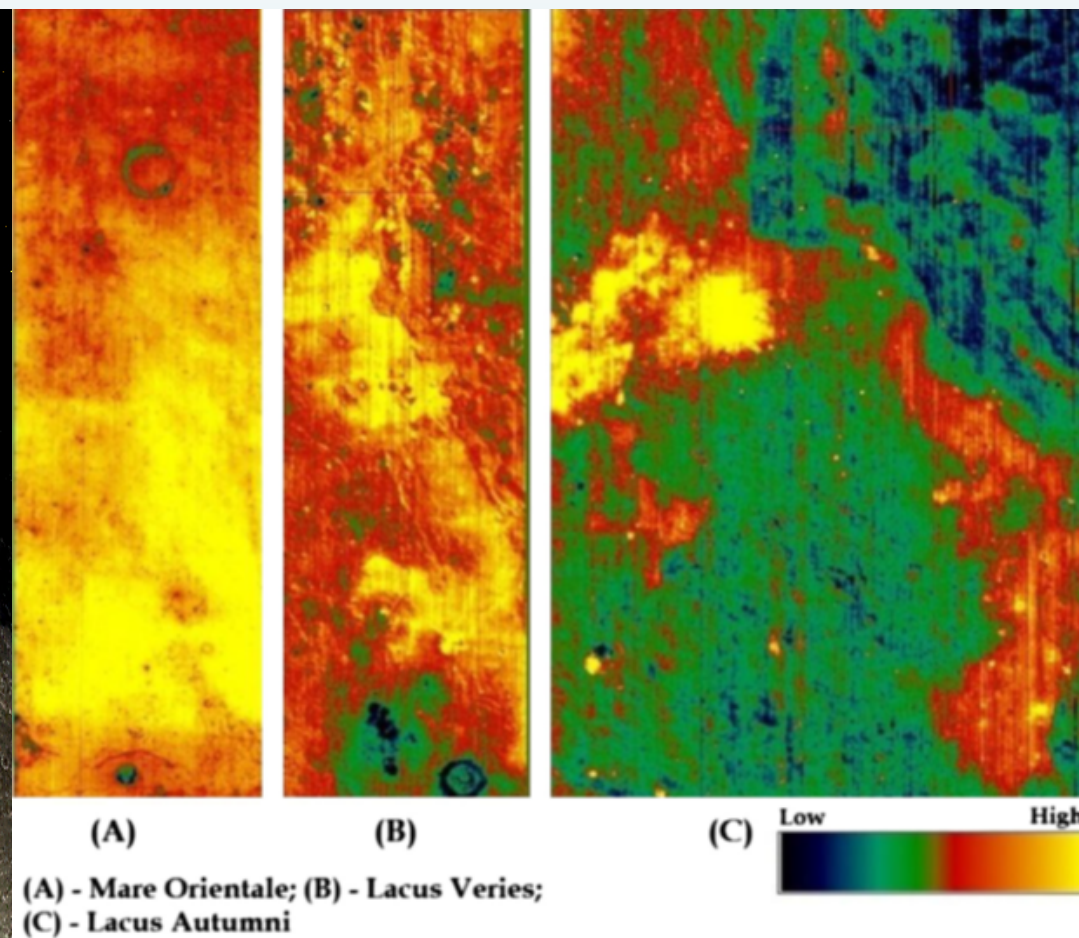 (A) (B) (C)
Low High
(A) - Mare Orientale; (B) - Lacus Veries;
(C) - Lacus Autumni